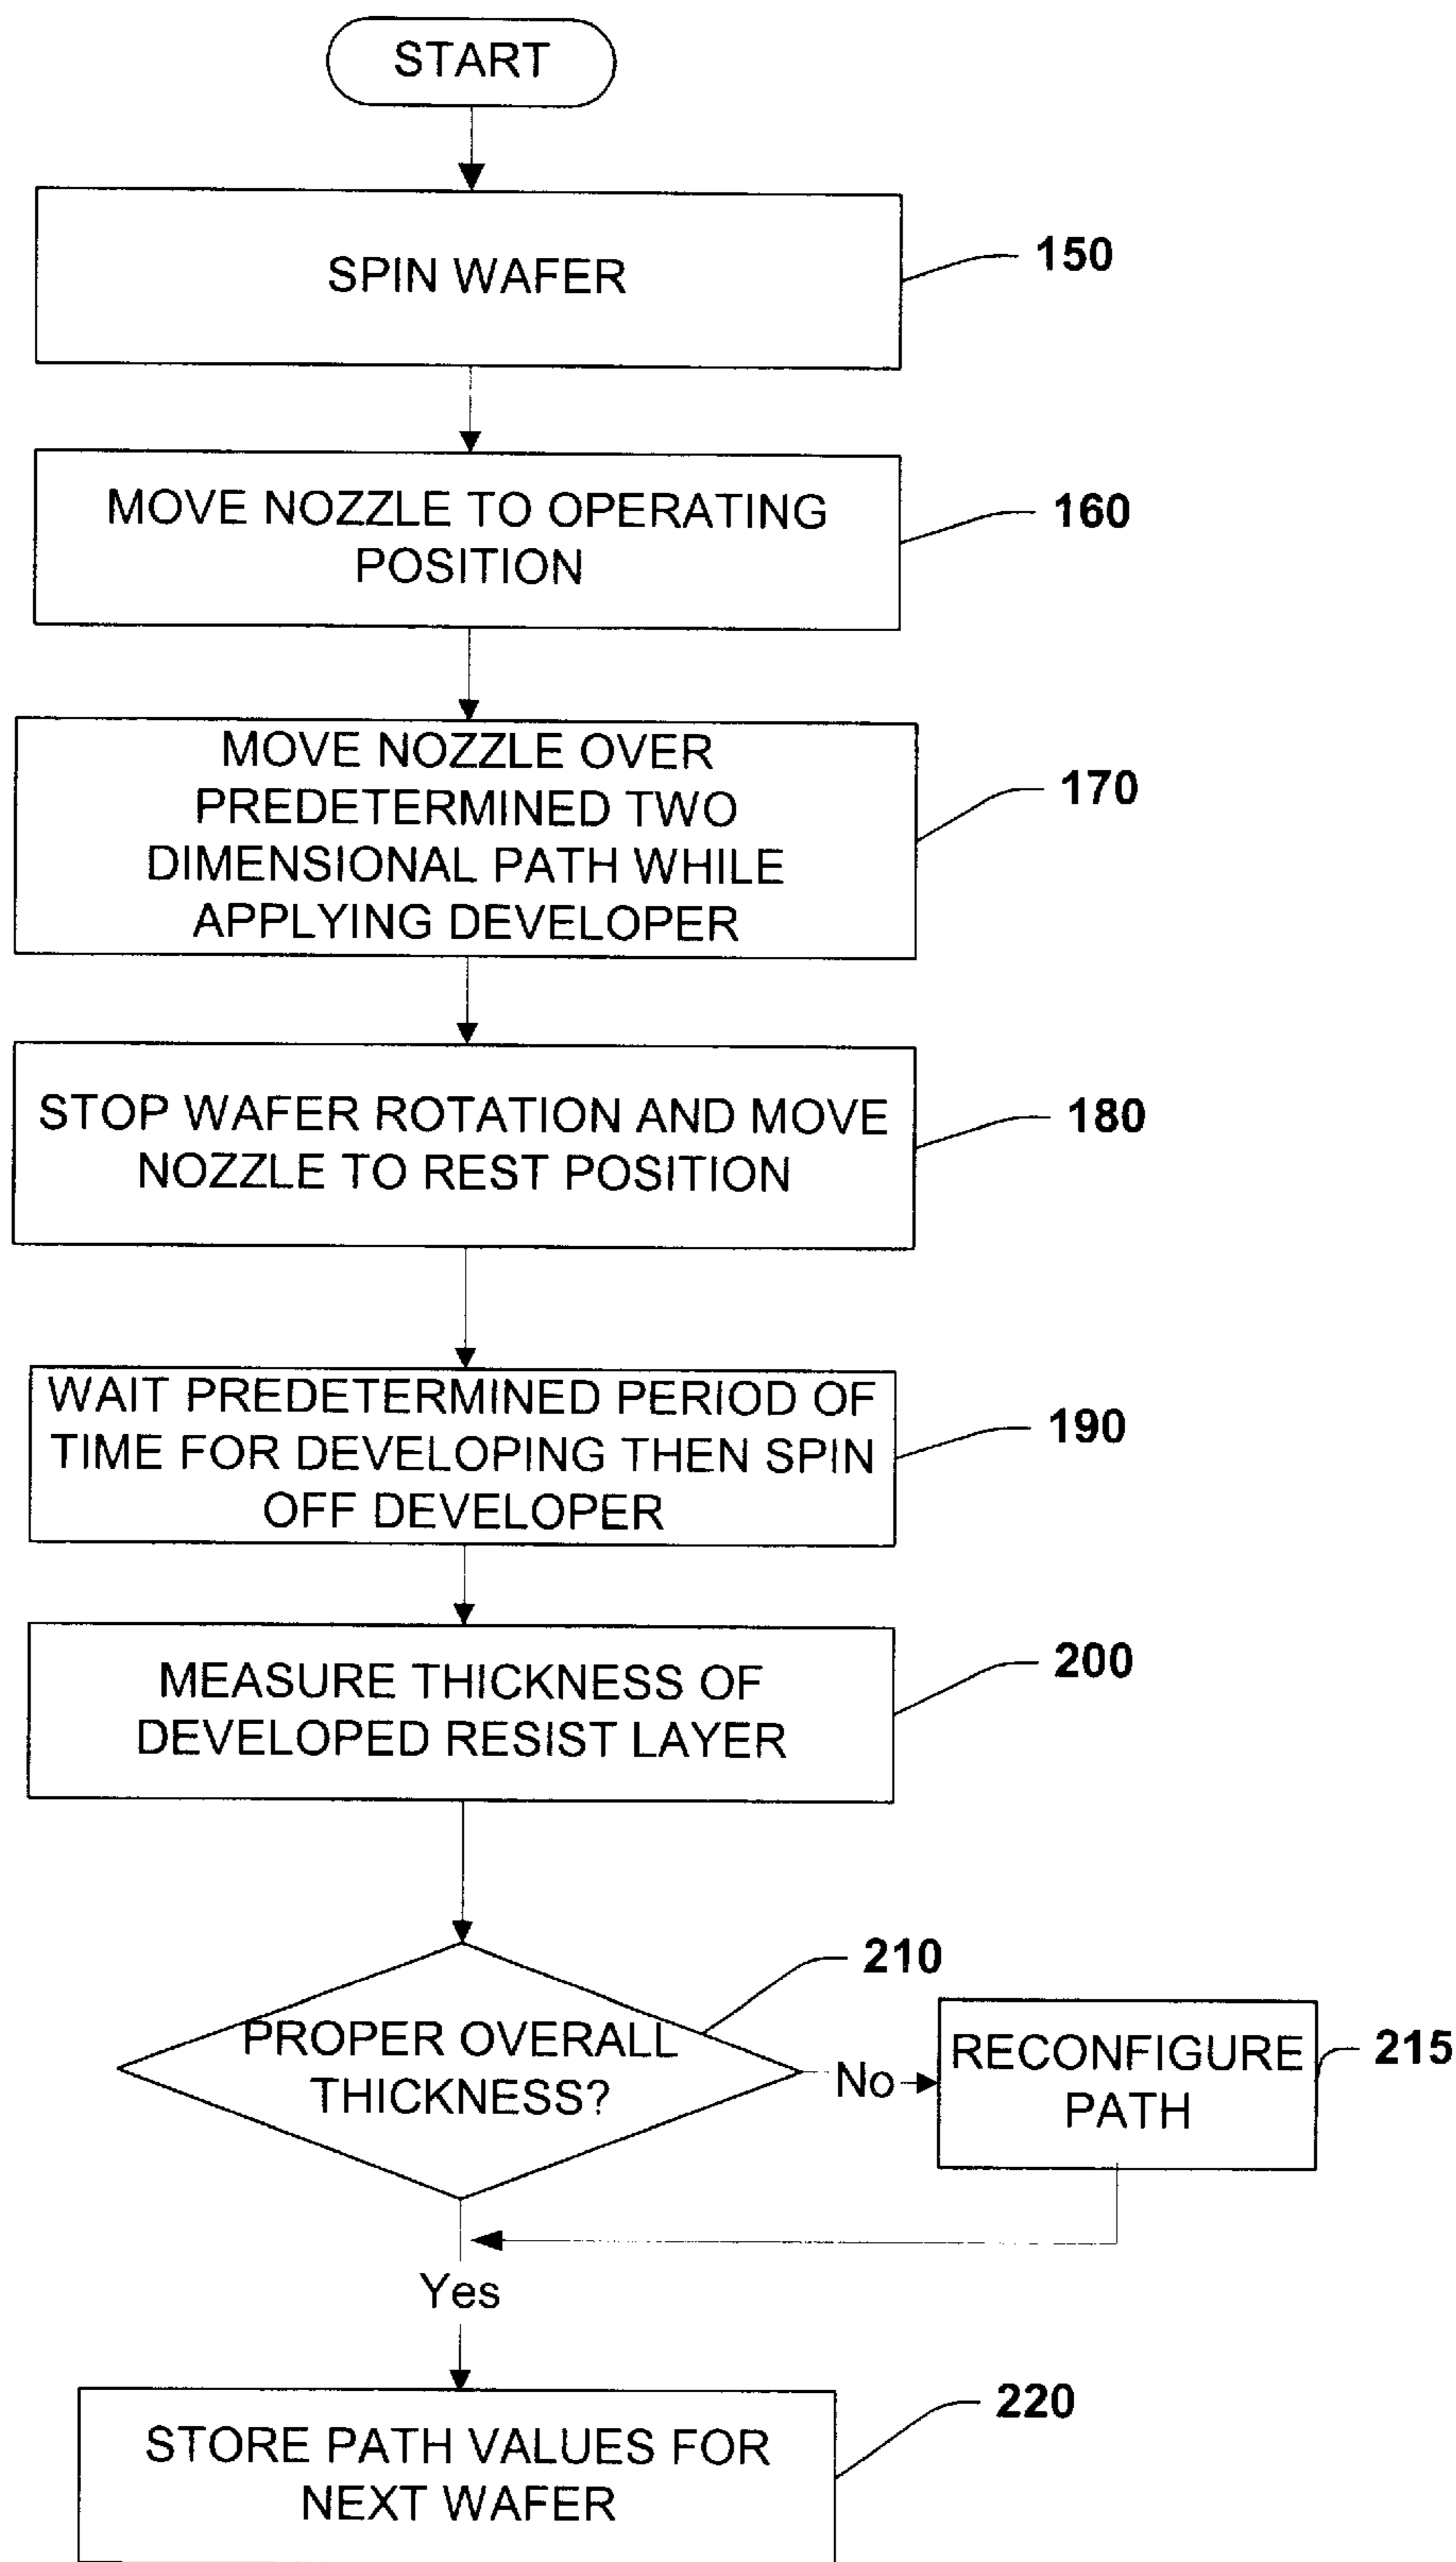 START
SPIN WAFER
150
MOVE NOZZLE TO OPERATING
POSITION
160
MOVE NOZZLE OVER
PREDETERMINED TWO
DIMENSIONAL PATH WHILE
APPLYING DEVELOPER
170
STOP WAFER ROTATION AND MOVE
NOZZLE TO REST POSITION
180
WAIT PREDETERMINED PERIOD OF
TIME FOR DEVELOPING THEN SPIN
OFF DEVELOPER
190
MEASURE THICKNESS OF
DEVELOPED RESIST LAYER
200
PROPER OVERALL
THICKNESS?
210
No
RECONFIGURE
PATH
215
Yes
STORE PATH VALUES FOR
NEXT WAFER
220